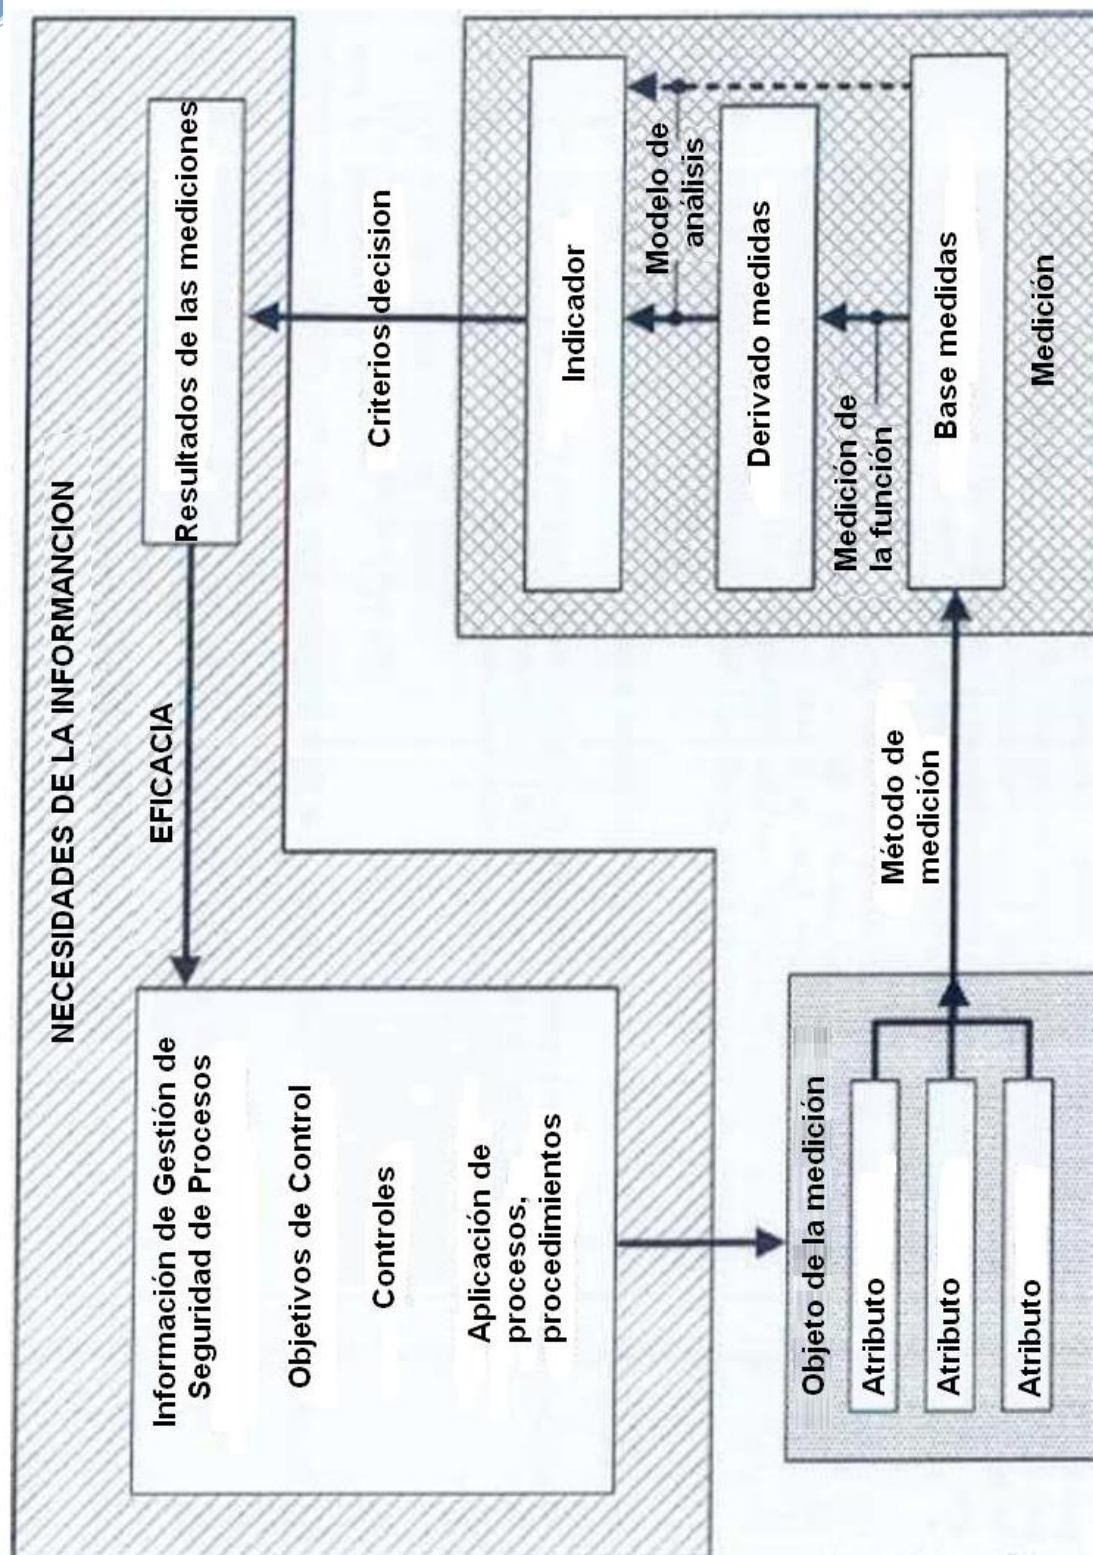 NECESIDADES DE LA INFORMANCION
Información de Gestión de
Seguridad de Procesos
Objetivos de Control
Controles
Aplicación de
procesos,
procedimientos
EFICACIA
Resultados de las mediciones
Criterios decision
Indicador
Modelo de
análisis
Derivado medidas
Medición de
la función
Base medidas
Medición
Método de
medición
Objeto de la medición
Atributo
Atributo
Atributo